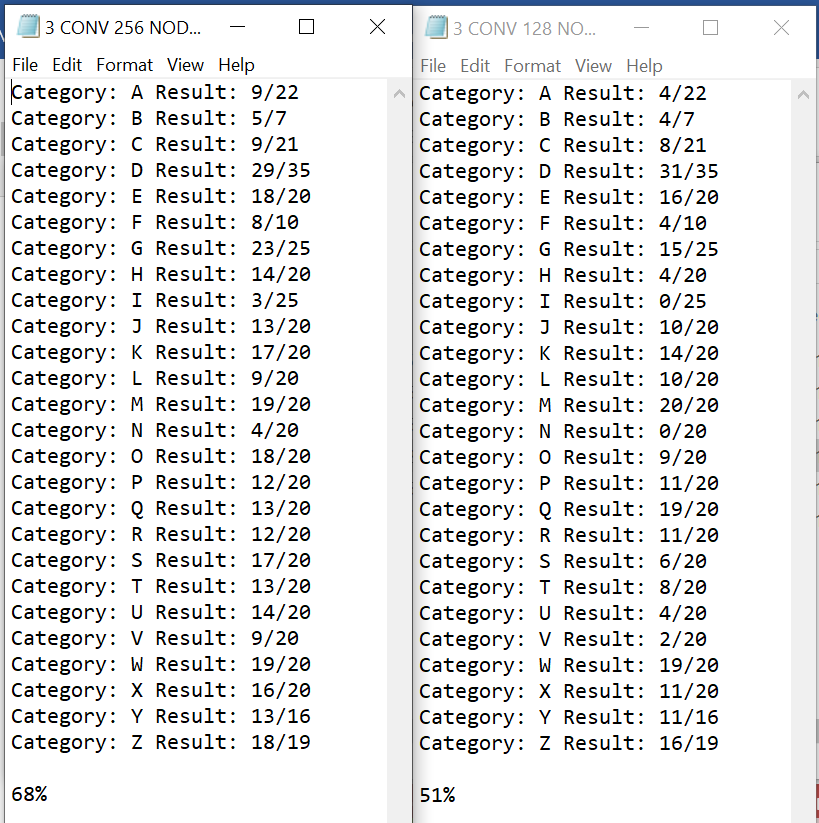 3 CONV 256 NOD...
File Edit Format View Help
Category: A Result: 9/22
Category: B Result: 5/7
Category: C Result: 9/21
Category: D Result: 29/35
Category: E Result: 18/20
Category: F Result: 8/10
Category: G Result: 23/25
Category: H Result: 14/20
Category: I Result: 3/25
Category: J Result: 13/20
Category: K Result: 17/20
Category: L Result: 9/20
Category: M Result: 19/20
Category: N Result: 4/20
Category: O Result: 18/20
Category: P Result: 12/20
Category: Q Result: 13/20
Category: R Result: 12/20
Category: S Result: 17/20
Category: T Result: 13/20
Category: U Result: 14/20
Category: V Result: 9/20
Category: W Result: 19/20
Category: X Result: 16/20
Category: Y Result: 13/16
Category: Z Result: 18/19
68%
3 CONV 128 NO...
File Edit Format View Help
Category: A Result: 4/22
Category: B Result: 4/7
Category: C Result: 8/21
Category: D Result: 31/35
Category: E Result: 16/20
Category: F Result: 4/10
Category: G Result: 15/25
Category: H Result: 4/20
Category: I Result: 0/25
Category: J Result: 10/20
Category: K Result: 14/20
Category: L Result: 10/20
Category: M Result: 20/20
Category: N Result: 0/20
Category: O Result: 9/20
Category: P Result: 11/20
Category: Q Result: 19/20
Category: R Result: 11/20
Category: S Result: 6/20
Category: T Result: 8/20
Category: U Result: 4/20
Category: V Result: 2/20
Category: W Result: 19/20
Category: X Result: 11/20
Category: Y Result: 11/16
Category: Z Result: 16/19
51%